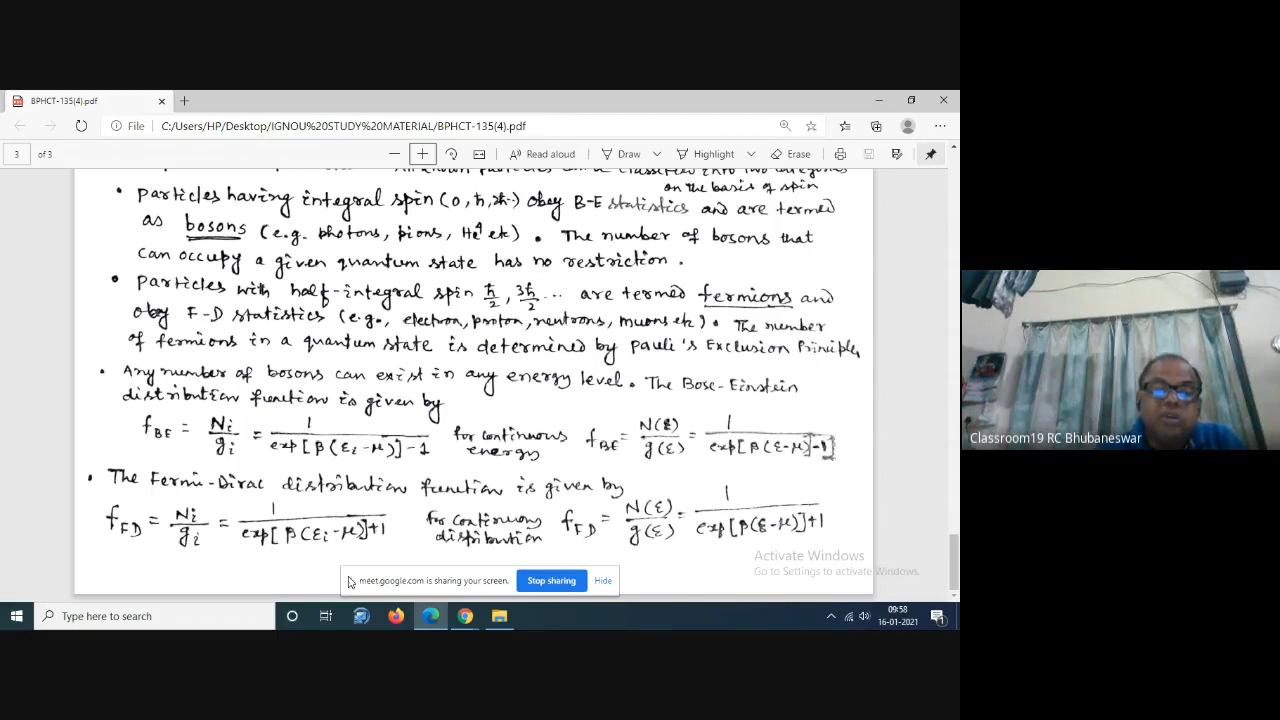 BPHCT-135(4).pdf
File C:/Users/HP/Desktop/IGNOU%20STUDY%20MATERIAL/BPHCT-135(4).pdf
3 of 3 Read aloud Draw Highlight Erase
on the basis of spin
• Particles having integral spin (0, ħ, 2ħ..) obey B-E statistics and are termed
as bosons (e.g. photons, pions, He⁴ etc). The number of bosons that
can occupy a given quantum state has no restriction.
• Particles with half-integral spin ħ/2, 3ħ/2 ... are termed fermions and
obey F-D statistics (e.g., electron, proton, neutrons, muons etc). The number
of fermions in a quantum state is determined by Pauli's Exclusion Principle,
• Any number of bosons can exist in any energy level. The Bose-Einstein
distribution function is given by
f_BE = N_i/g_i = 1/(exp[β(ε_i-μ)]-1) for continuous energy f_BE = N(ε)/g(ε) = 1/(exp[β(ε-μ)]-1)
• The Fermi-Dirac distribution function is given by
f_FD = N_i/g_i = 1/(exp[β(ε_i-μ)]+1) for continuous distribution f_FD = N(ε)/g(ε) = 1/(exp[β(ε-μ)]+1)
Activate Windows
Go to Settings to activate Windows.
meet.google.com is sharing your screen. Stop sharing Hide
Type here to search
09:58
16-01-2021
Classroom19 RC Bhubaneswar